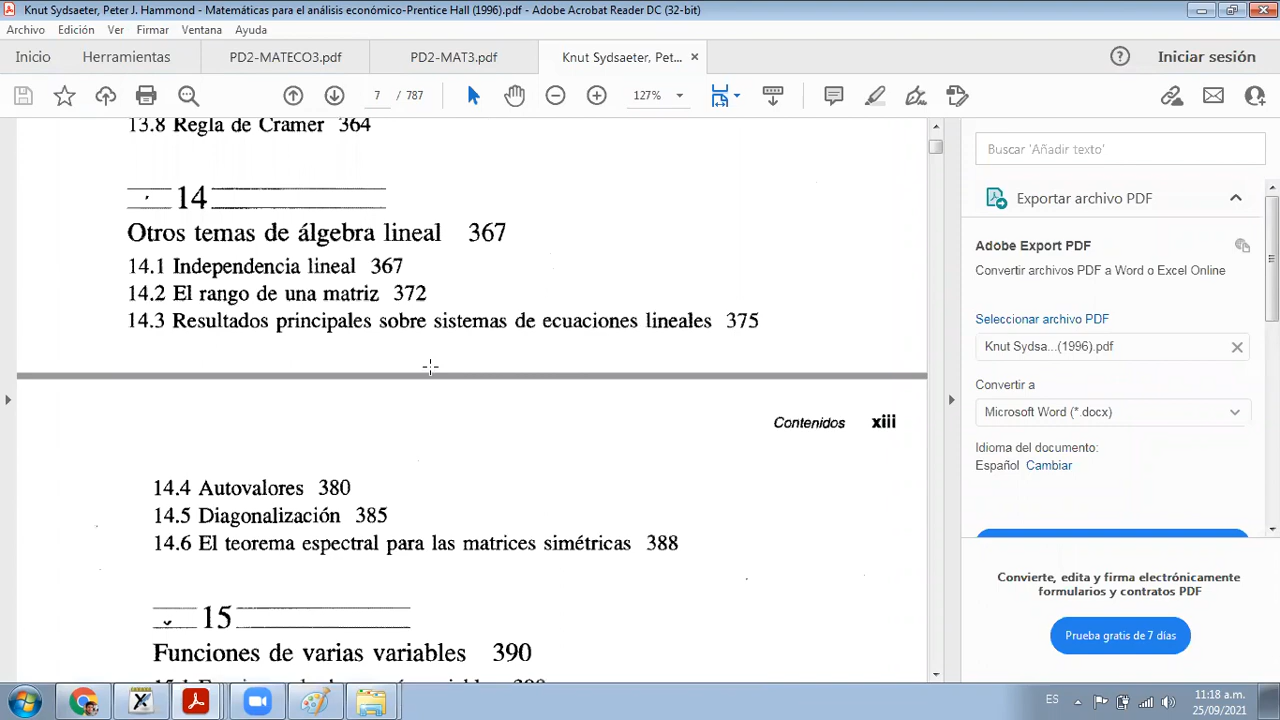 Knut Sydsaeter, Peter J. Hammond - Matemáticas para el análisis económico-Prentice Hall (1996).pdf - Adobe Acrobat Reader DC (32-bit)
Archivo Edición Ver Firmar Ventana Ayuda
Inicio Herramientas PD2-MATECO3.pdf PD2-MAT3.pdf Knut Sydsaeter, Pet... × Iniciar sesión
7 / 787 127%
13.8 Regla de Cramer 364
14
Otros temas de álgebra lineal 367
14.1 Independencia lineal 367
14.2 El rango de una matriz 372
14.3 Resultados principales sobre sistemas de ecuaciones lineales 375
Contenidos xiii
14.4 Autovalores 380
14.5 Diagonalización 385
14.6 El teorema espectral para las matrices simétricas 388
15
Funciones de varias variables 390
Buscar 'Añadir texto'
Exportar archivo PDF
Adobe Export PDF
Convertir archivos PDF a Word o Excel Online
Seleccionar archivo PDF
Knut Sydsa...(1996).pdf
Convertir a
Microsoft Word (*.docx)
Idioma del documento:
Español Cambiar
Convierte, edita y firma electrónicamente
formularios y contratos PDF
Prueba gratis de 7 días
ES
11:18 a.m.
25/09/2021